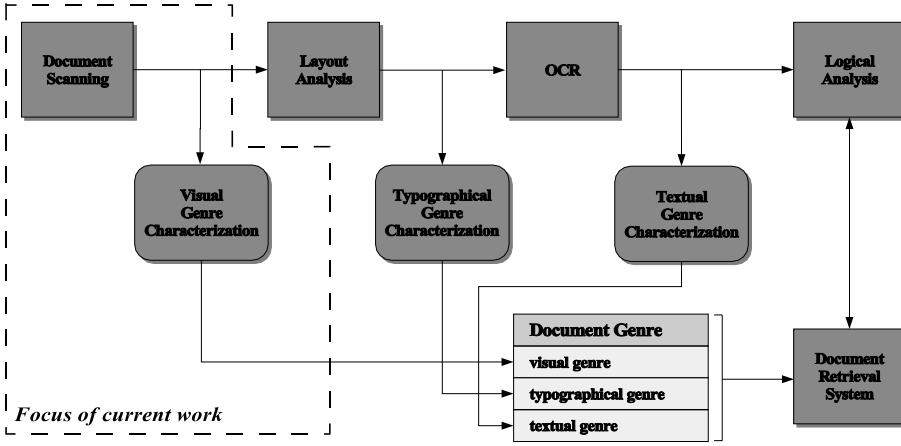 Document
Scanning
Layout
Analysis
OCR
Logical
Analysis
Visual
Genre
Characterization
Typographical
Genre
Characterization
Textual
Genre
Characterization
Document Genre
visual genre
typographical genre
textual genre
Document
Retrieval
System
Focus of current work